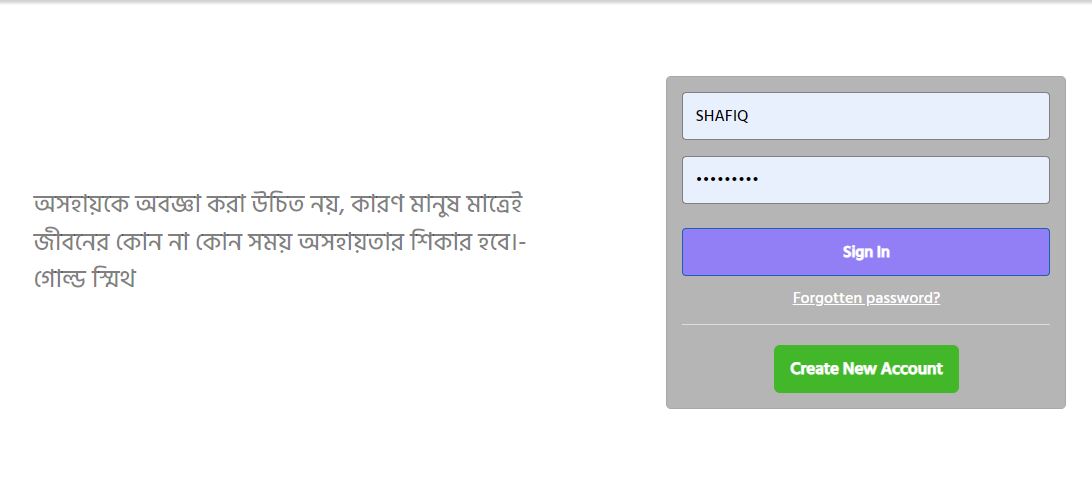 অসহায়কে অবজ্ঞা করা উচিত নয়, কারণ মানুষ মাত্রেই
জীবনের কোন না কোন সময় অসহায়তার শিকার হবে।-
গোল্ড স্মিথ
SHAFIQ
•••••••••
Sign In
Forgotten password?
Create New Account